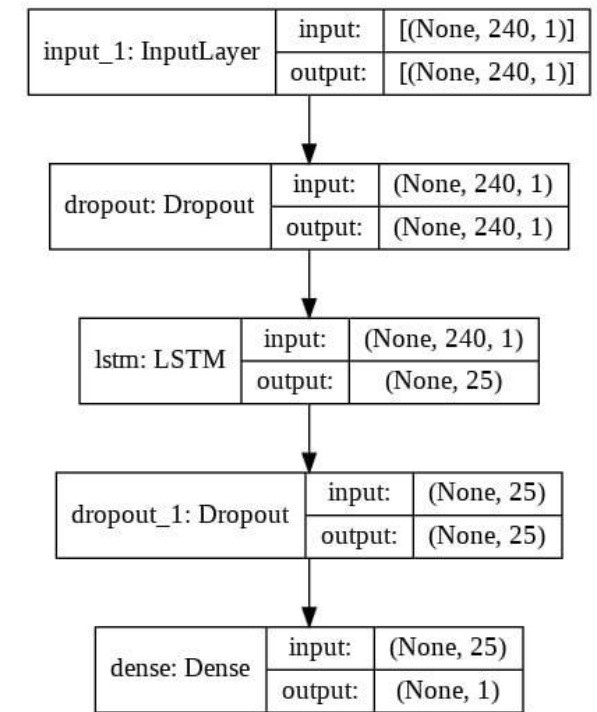 input_1: InputLayer
input: [(None, 240, 1)]
output: [(None, 240, 1)]
dropout: Dropout
input: (None, 240, 1)
output: (None, 240, 1)
lstm: LSTM
input: (None, 240, 1)
output: (None, 25)
dropout_1: Dropout
input: (None, 25)
output: (None, 25)
dense: Dense
input: (None, 25)
output: (None, 1)